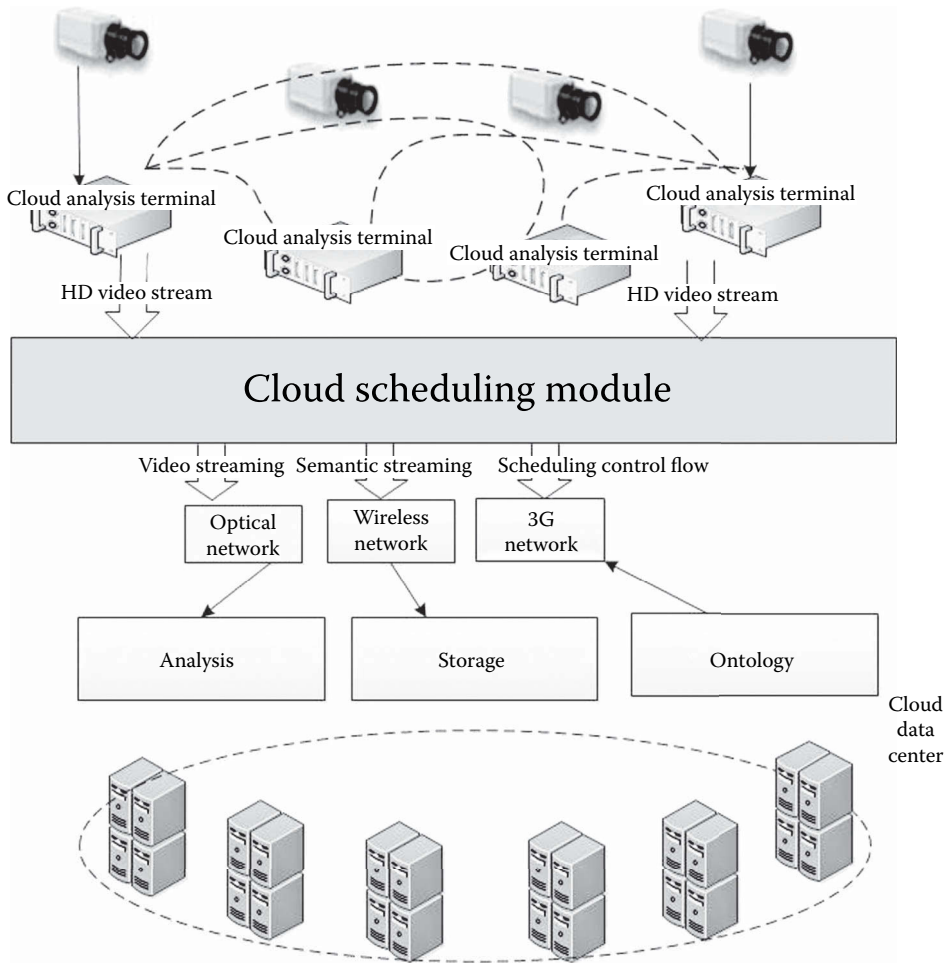 Cloud analysis terminal
Cloud analysis terminal
Cloud analysis terminal
Cloud analysis terminal
HD video stream
HD video stream
Cloud scheduling module
Video streaming
Semantic streaming
Scheduling control flow
Optical
network
Wireless
network
3G
network
Analysis
Storage
Ontology
Cloud
data
center